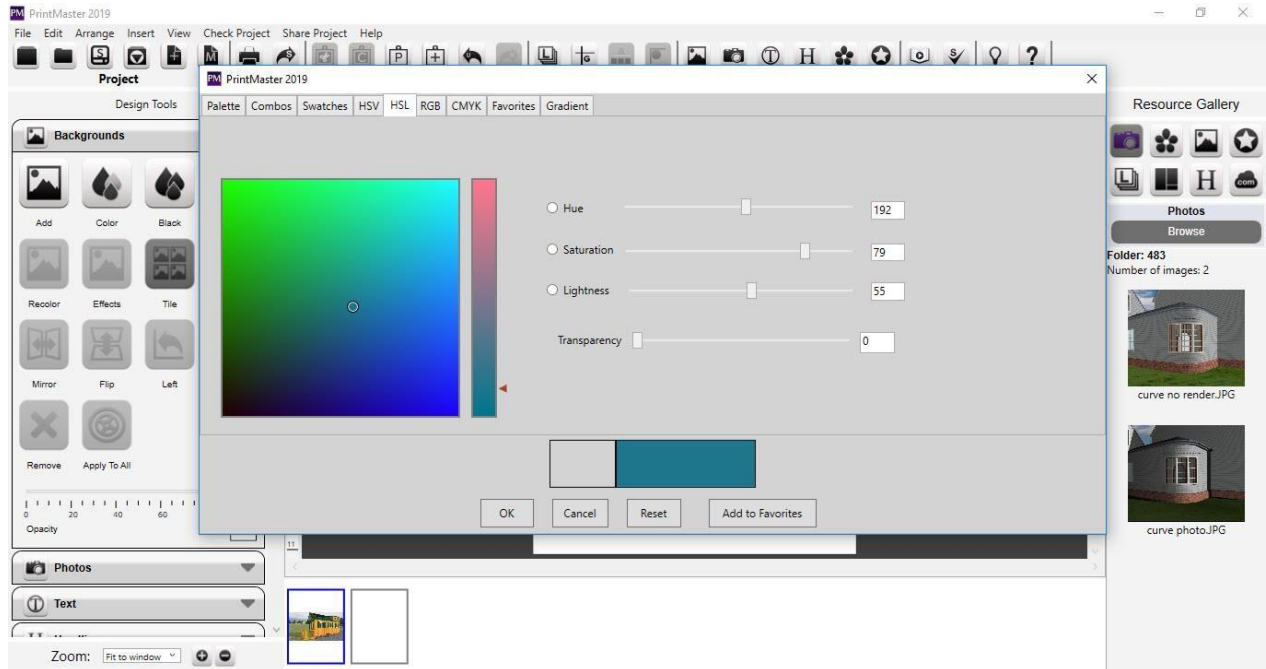 PM PrintMaster 2019
File Edit Arrange Insert View Check Project Share Project Help
Project
Design Tools
Backgrounds
Add Color Black
Recolor Effects Tile
Mirror Flip Left
Remove Apply To All
0 20 40 60
Opacity
Photos
Text
Zoom: Fit to window
PM PrintMaster 2019
Palette Combos Swatches HSV HSL RGB CMYK Favorites Gradient
Hue 192
Saturation 79
Lightness 55
Transparency 0
OK Cancel Reset Add to Favorites
11
Resource Gallery
Photos
Browse
Folder: 483
Number of images: 2
curve no render.JPG
curve photo.JPG